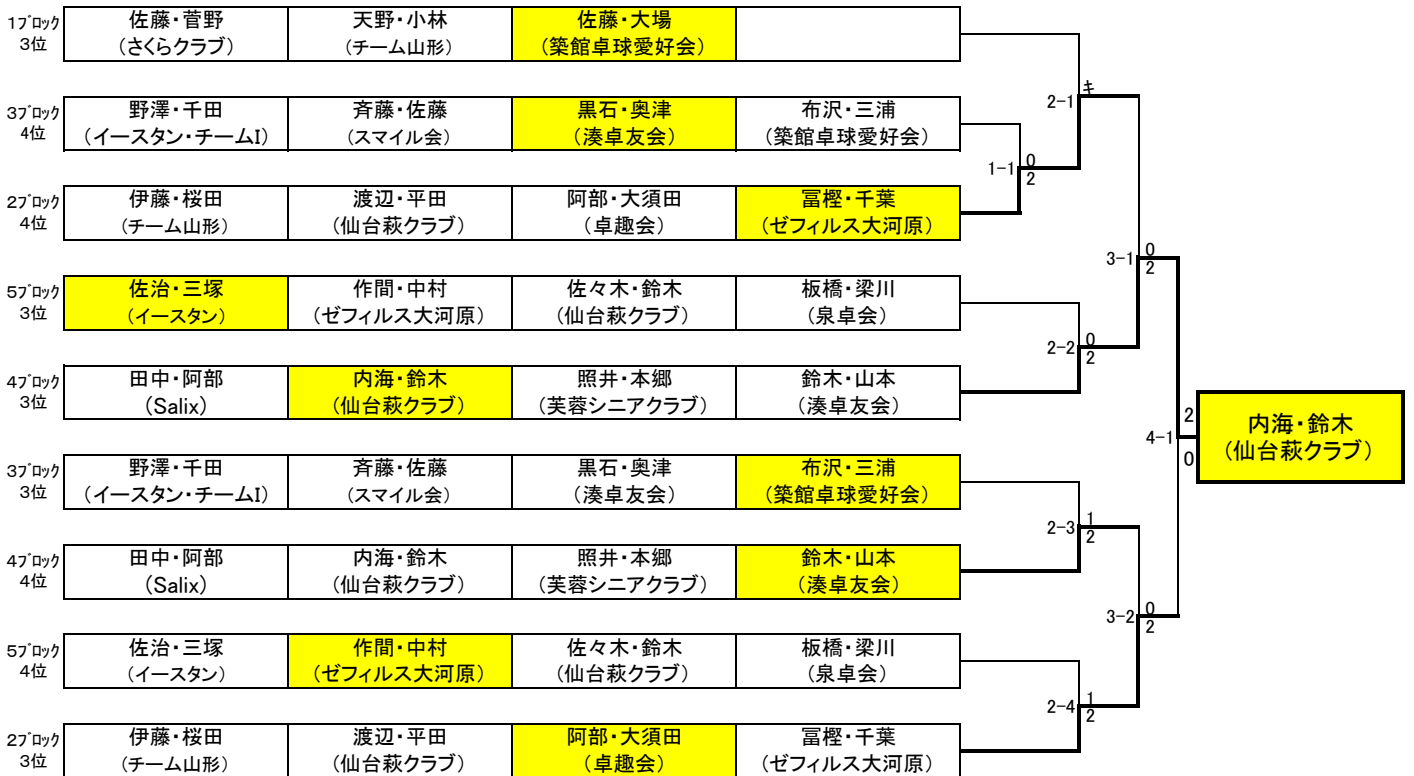 1ブロック 佐藤・菅野 天野・小林 佐藤・大場
3位 (さくらクラブ) (チーム山形) (築館卓球愛好会)
2-1 キ
3ブロック 野澤・千田 斉藤・佐藤 黒石・奥津 布沢・三浦
4位 (イースタン・チームI) (スマイル会) (湊卓友会) (築館卓球愛好会)
1-1 0
2
2ブロック 伊藤・桜田 渡辺・平田 阿部・大須田 冨樫・千葉
4位 (チーム山形) (仙台萩クラブ) (卓趣会) (ゼフィルス大河原)
3-1 0
2
5ブロック 佐治・三塚 作間・中村 佐々木・鈴木 板橋・梁川
3位 (イースタン) (ゼフィルス大河原) (仙台萩クラブ) (泉卓会)
2-2 0
2
4ブロック 田中・阿部 内海・鈴木 照井・本郷 鈴木・山本
3位 (Salix) (仙台萩クラブ) (芙蓉シニアクラブ) (湊卓友会)
4-1 2
0
内海・鈴木
(仙台萩クラブ)
3ブロック 野澤・千田 斉藤・佐藤 黒石・奥津 布沢・三浦
3位 (イースタン・チームI) (スマイル会) (湊卓友会) (築館卓球愛好会)
2-3 1
2
4ブロック 田中・阿部 内海・鈴木 照井・本郷 鈴木・山本
4位 (Salix) (仙台萩クラブ) (芙蓉シニアクラブ) (湊卓友会)
3-2 0
2
5ブロック 佐治・三塚 作間・中村 佐々木・鈴木 板橋・梁川
4位 (イースタン) (ゼフィルス大河原) (仙台萩クラブ) (泉卓会)
2-4 1
2
2ブロック 伊藤・桜田 渡辺・平田 阿部・大須田 冨樫・千葉
3位 (チーム山形) (仙台萩クラブ) (卓趣会) (ゼフィルス大河原)